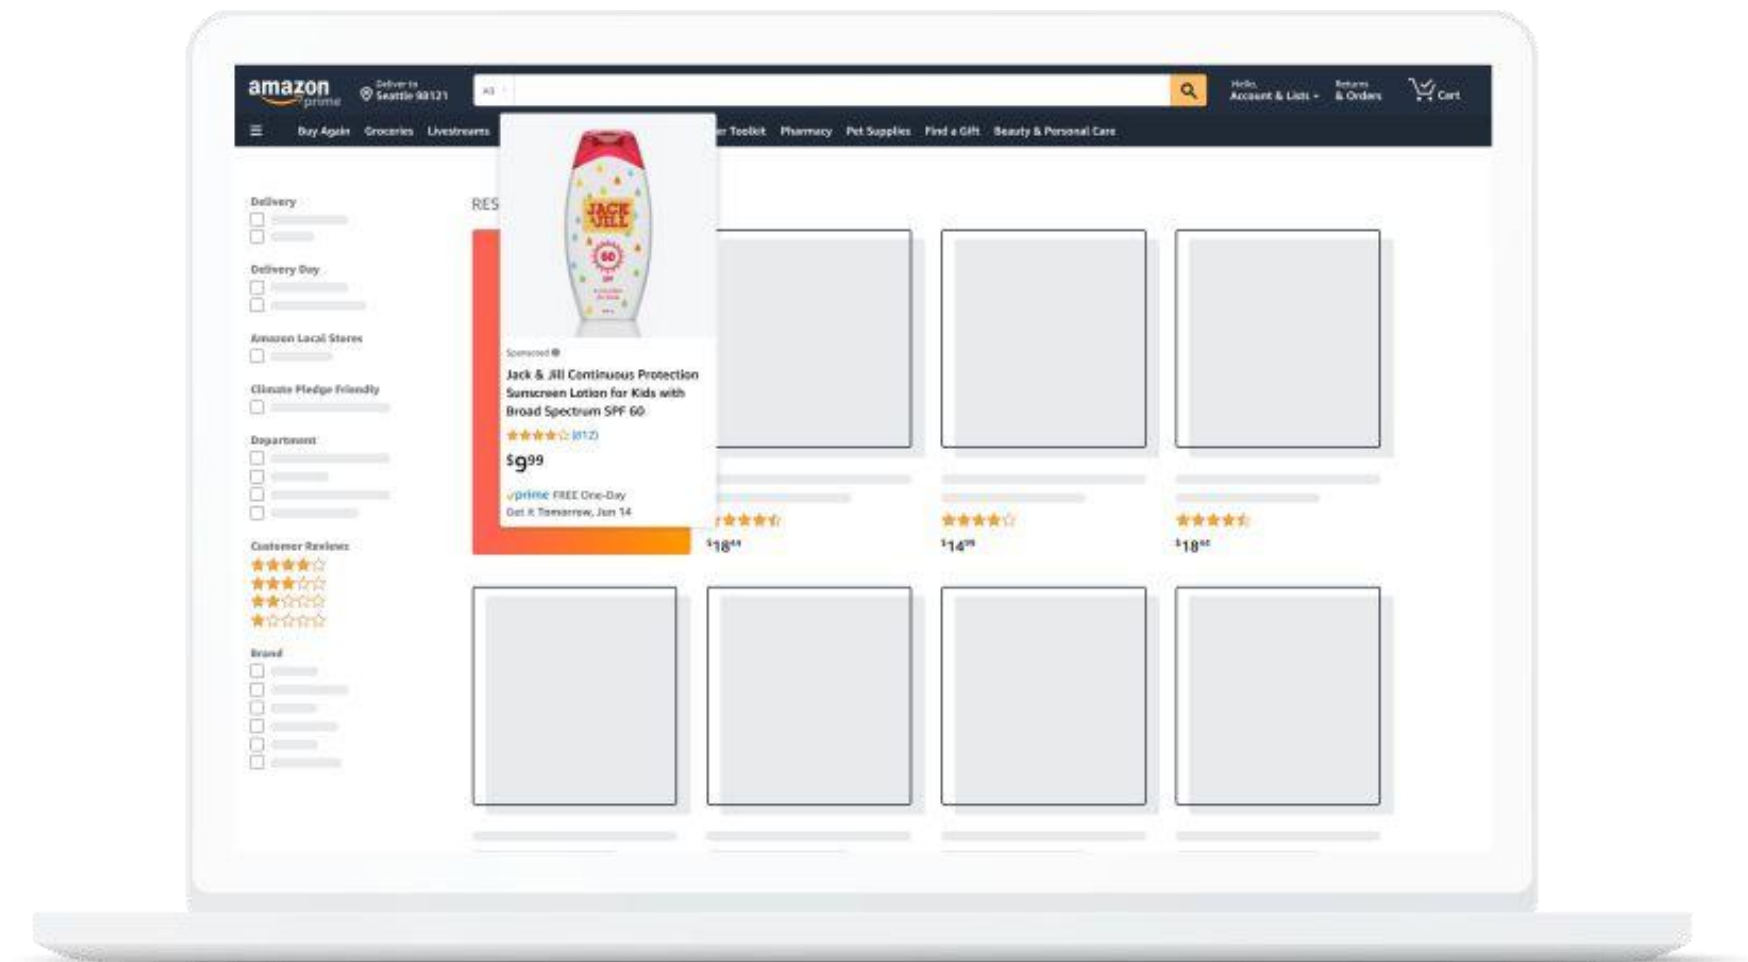 amazon
prime
Deliver to
Seattle 98121
All
Hello,
Account & Lists
Returns
& Orders
Cart
Buy Again Groceries Livestreams
Toolkit Pharmacy Pet Supplies Find a Gift Beauty & Personal Care
Delivery
Delivery Day
Amazon Local Stores
Climate Pledge Friendly
Department
Customer Reviews
Brand
RES
JACK
&JILL
60
SPF
Sponsored
Jack & Jill Continuous Protection
Sunscreen Lotion for Kids with
Broad Spectrum SPF 60
(812)
$9.99
prime FREE One-Day
Get it Tomorrow, Jun 14
$18
$14
$18